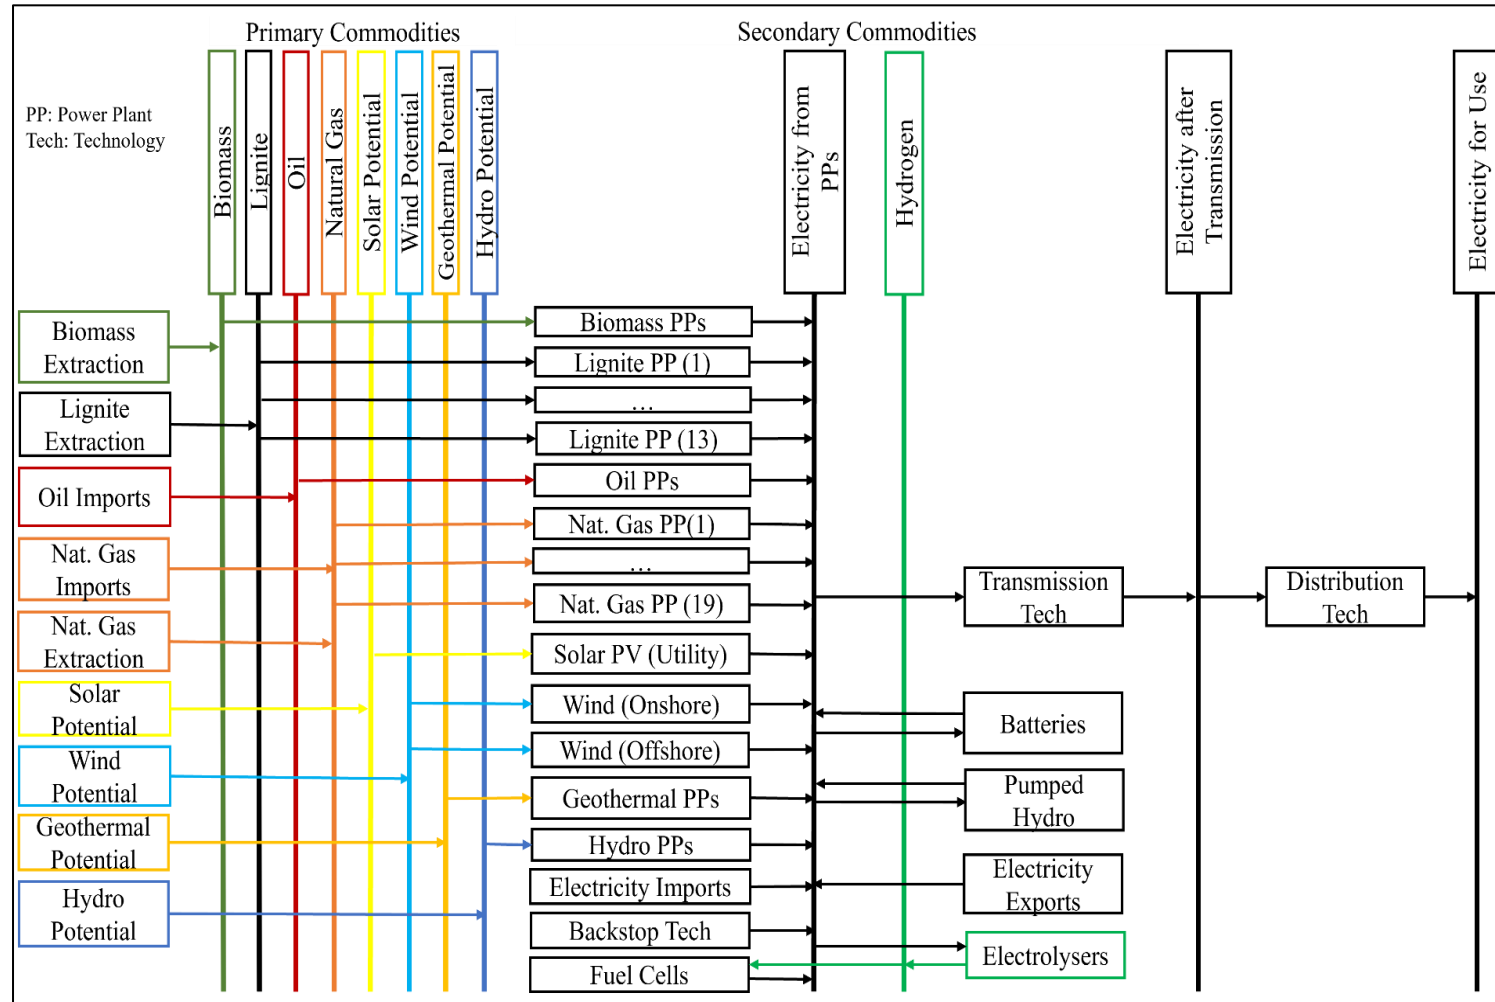 Primary Commodities
Secondary Commodities
PP: Power Plant
Tech: Technology
Biomass
Lignite
Oil
Natural Gas
Solar Potential
Wind Potential
Geothermal Potential
Hydro Potential
Electricity from
PPs
Hydrogen
Electricity after
Transmission
Electricity for Use
Biomass
Extraction
Lignite
Extraction
Oil Imports
Nat. Gas
Imports
Nat. Gas
Extraction
Solar
Potential
Wind
Potential
Geothermal
Potential
Hydro
Potential
Biomass PPs
Lignite PP (1)
...
Lignite PP (13)
Oil PPs
Nat. Gas PP(1)
...
Nat. Gas PP (19)
Solar PV (Utility)
Wind (Onshore)
Wind (Offshore)
Geothermal PPs
Hydro PPs
Electricity Imports
Backstop Tech
Fuel Cells
Transmission
Tech
Batteries
Pumped
Hydro
Electricity
Exports
Electrolysers
Distribution
Tech